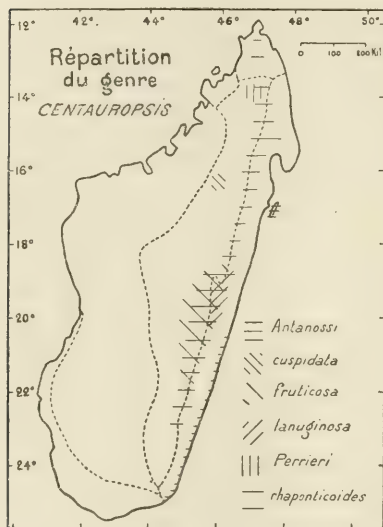 42° 44° 46° 48° 50°
12°
0 100 200 Kil
Répartition
du genre
CENTAUROPSIS
14°
16°
18°
20°
22°
24°
Antanossi
cuspidata
fruticosa
lanuginosa
Perrieri
rhaponticoides